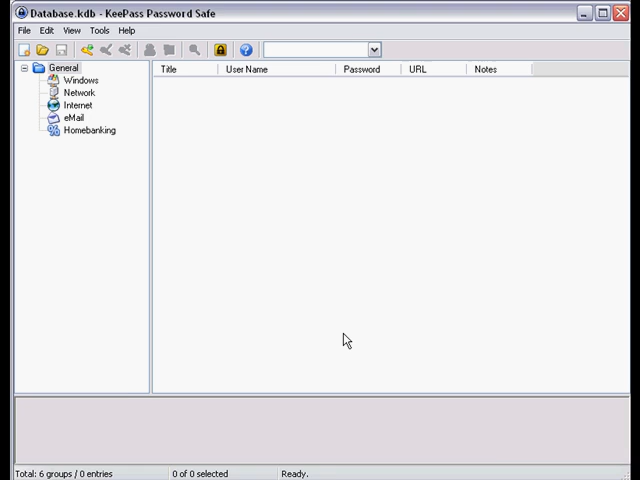 Database.kdb - KeePass Password Safe
File Edit View Tools Help
General
Windows
Network
Internet
eMail
Homebanking
Title User Name Password URL Notes
Total: 6 groups / 0 entries 0 of 0 selected Ready.